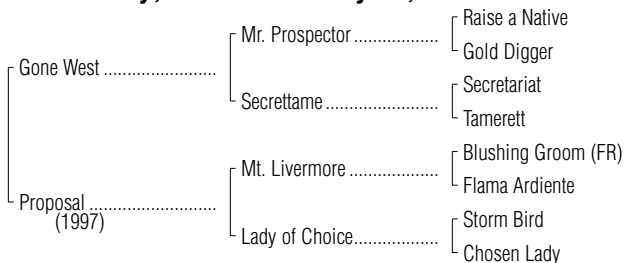 Raise a Native
Mr. Prospector ....................
Gold Digger
Gone West ...........................
Secretariat
Secrettame ..........................
Tamerett
Blushing Groom (FR)
Mt. Livermore .....................
Flama Ardiente
Proposal ..............................
(1997)
Storm Bird
Lady of Choice...................
Chosen Lady